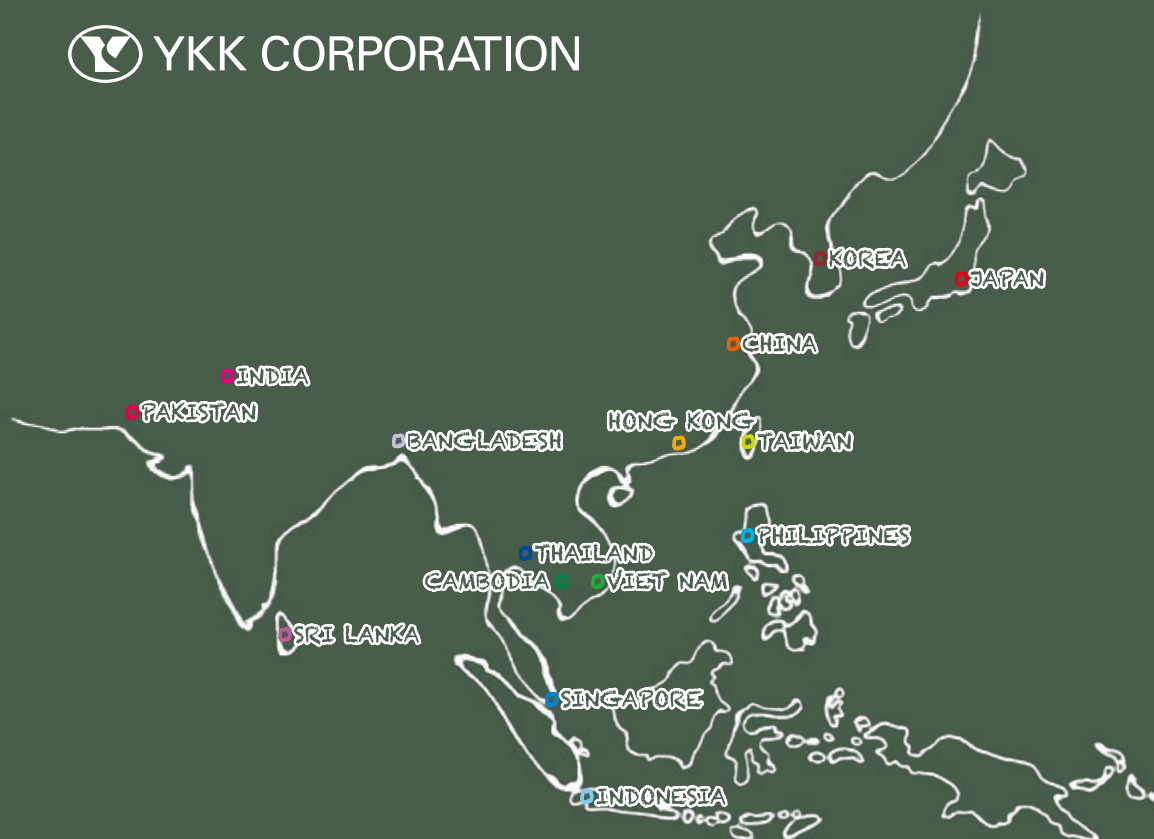 YKK CORPORATION
KOREA
JAPAN
CHINA
INDIA
PAKISTAN
HONG KONG
BANGLADESH
TAIWAN
PHILIPPINES
THAILAND
CAMBODIA
VIET NAM
SRI LANKA
SINGAPORE
INDONESIA